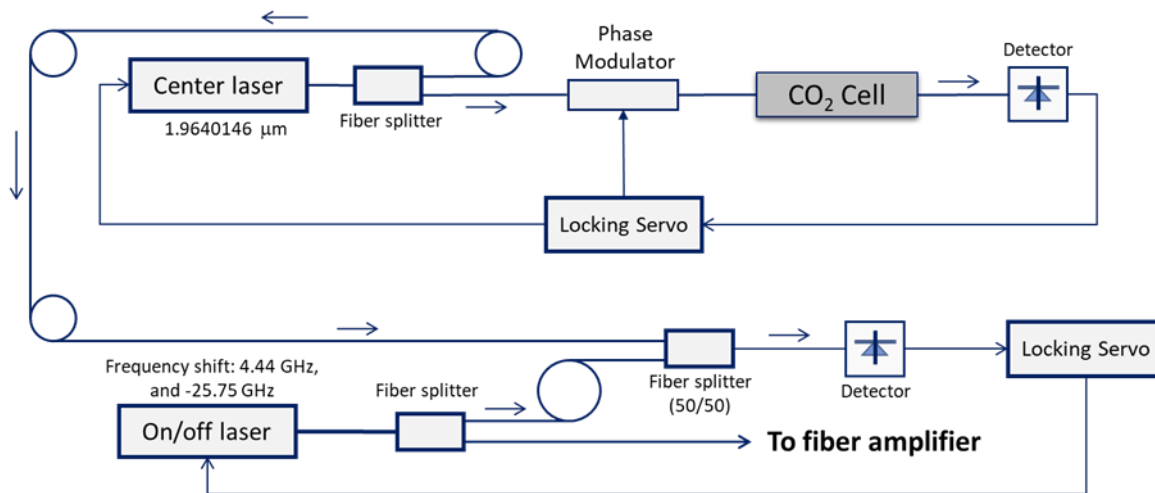 Phase
Modulator
Detector
Center laser
CO₂ Cell
Fiber splitter
1.9640146 μm
Locking Servo
Frequency shift: 4.44 GHz,
and -25.75 GHz
Fiber splitter
Fiber splitter
(50/50)
Detector
Locking Servo
On/off laser
To fiber amplifier